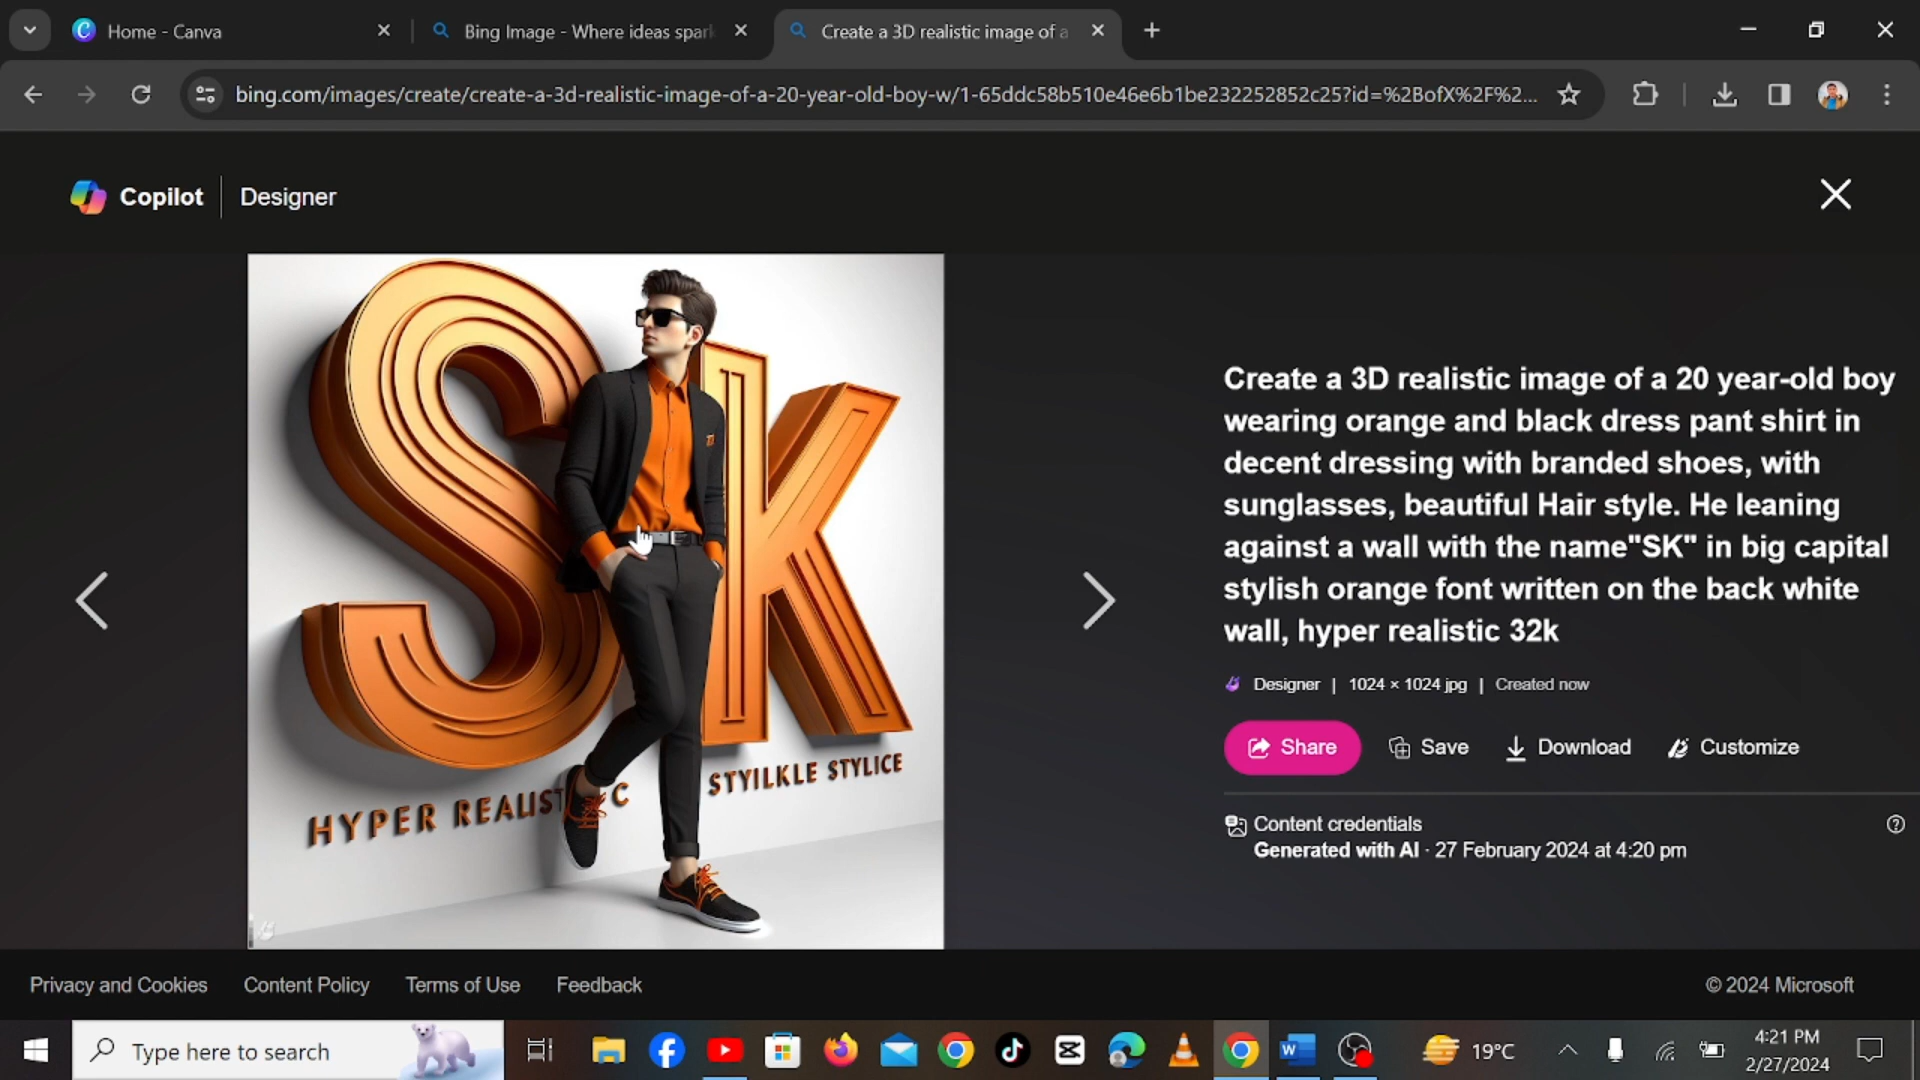 Home - Canva
Bing Image - Where ideas spar
Create a 3D realistic image of a
bing.com/images/create/create-a-3d-realistic-image-of-a-20-year-old-boy-w/1-65ddc58b510e46e6b1be232252852c25?id=%2BofX%2F%2...
Copilot
Designer
SK
HYPER REALIST C
STYILKLE STYLICE
Create a 3D realistic image of a 20 year-old boy
wearing orange and black dress pant shirt in
decent dressing with branded shoes, with
sunglasses, beautiful Hair style. He leaning
against a wall with the name"SK" in big capital
stylish orange font written on the back white
wall, hyper realistic 32k
Designer | 1024 × 1024 jpg | Created now
Share
Save
Download
Customize
Content credentials
Generated with AI · 27 February 2024 at 4:20 pm
Privacy and Cookies
Content Policy
Terms of Use
Feedback
© 2024 Microsoft
Type here to search
19°C
4:21 PM
2/27/2024